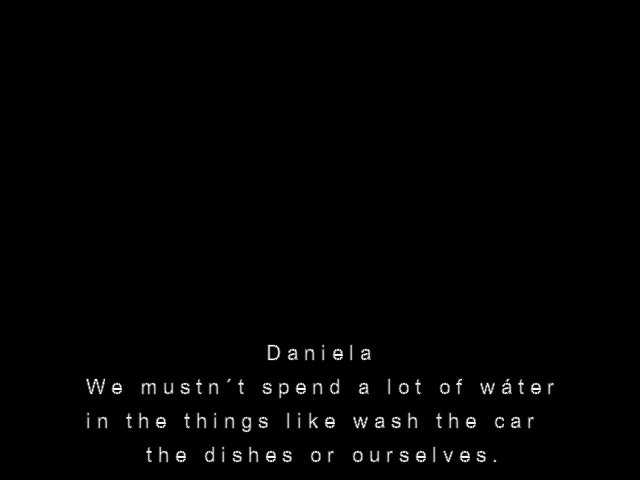 Daniela
We mustn´t spend a lot of wáter
in the things like wash the car
the dishes or ourselves.